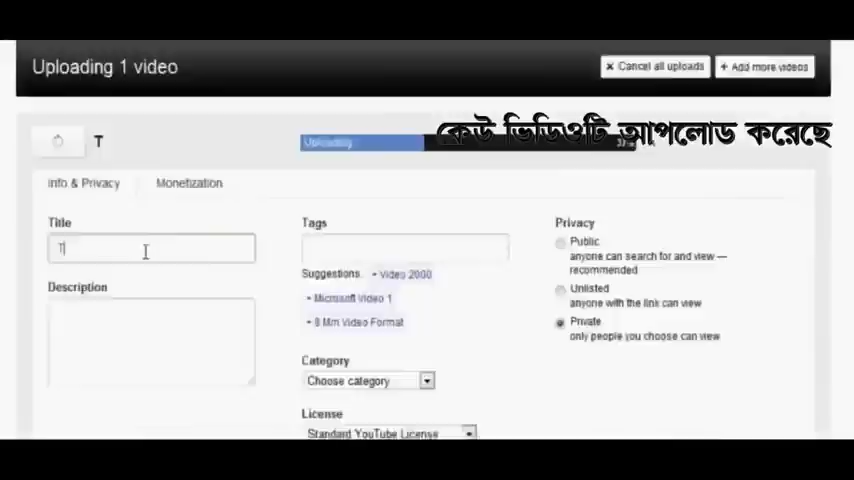 Uploading 1 video
× Cancel all uploads
+ Add more videos
কেউ ভিডিওটি আপলোড করেছে
T
Uploading
Info & Privacy
Monetization
Title
T
Description
Tags
Suggestions:
• Video 2000
• Microsoft Video 1
• 8 Mm Video Format
Category
Choose category
License
Standard YouTube License
Privacy
Public
anyone can search for and view —
recommended
Unlisted
anyone with the link can view
Private
only people you choose can view